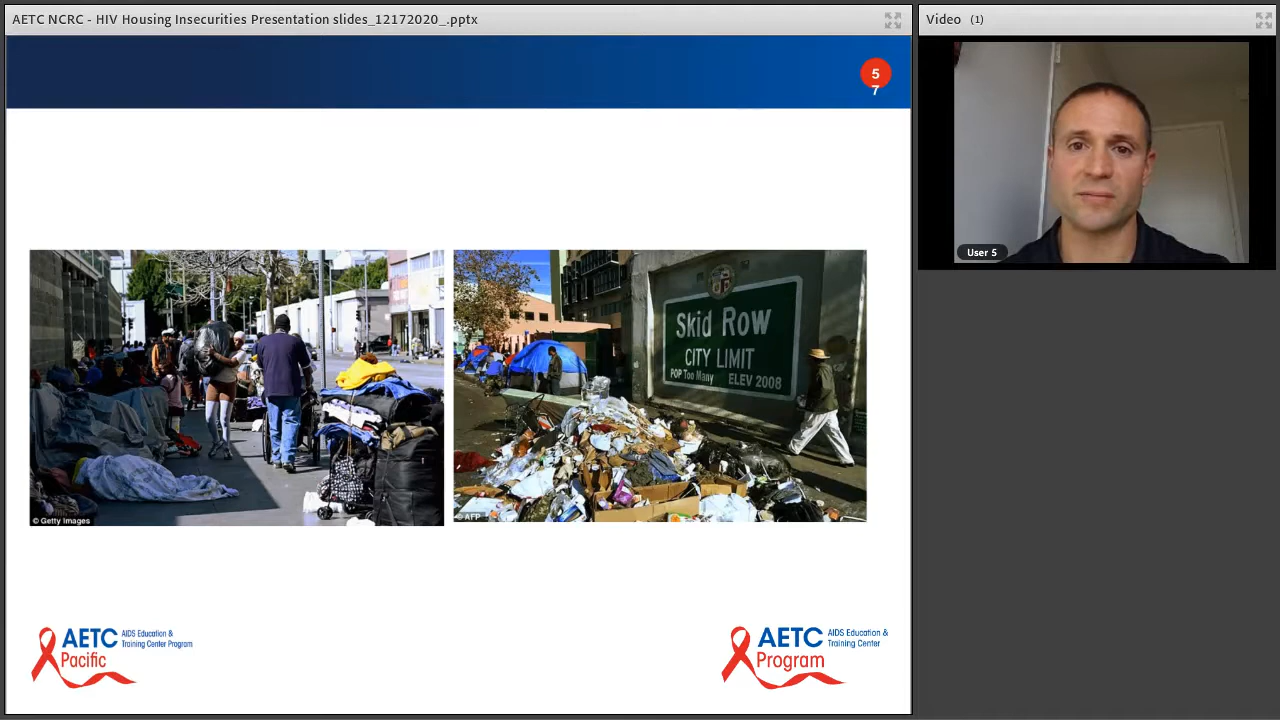 AETC NCRC - HIV Housing Insecurities Presentation slides_12172020_.pptx
Video (1)
5
7
User 5
Skid Row
CITY LIMIT
POP Too Many ELEV 2008
© Getty Images
© AFP
AETC AIDS Education &
Training Center Program
Pacific
AETC AIDS Education &
Training Center
Program